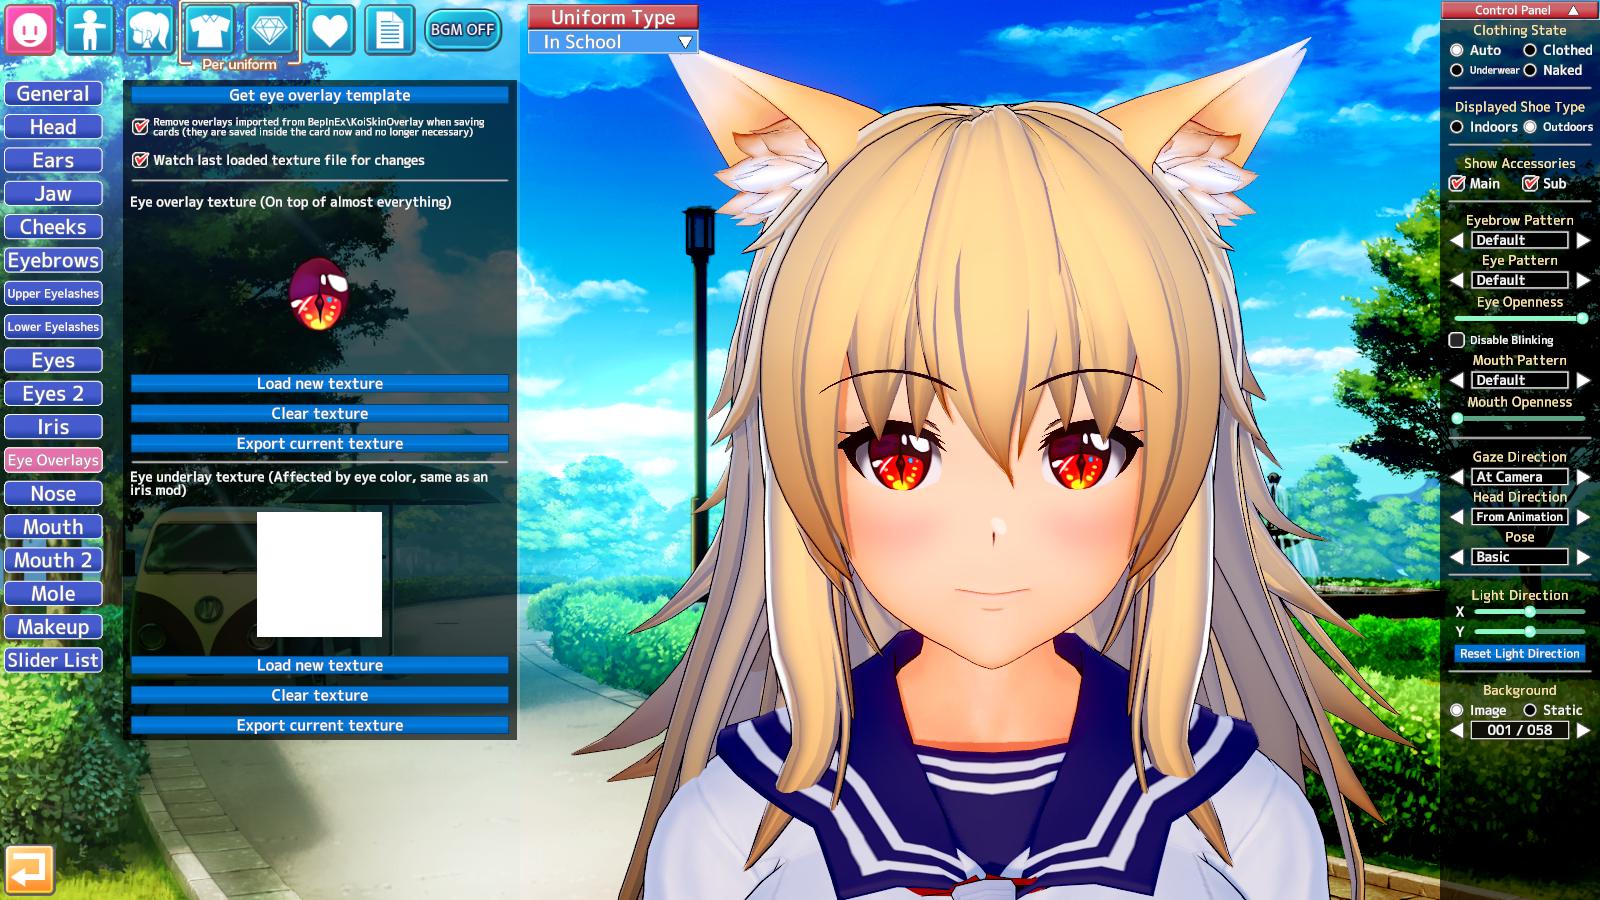 BGM OFF
Per uniform
Uniform Type
In School
General
Head
Ears
Jaw
Cheeks
Eyebrows
Upper Eyelashes
Lower Eyelashes
Eyes
Eyes 2
Iris
Eye Overlays
Nose
Mouth
Mouth 2
Mole
Makeup
Slider List
Get eye overlay template
Remove overlays imported from BepInEx\KoiSkinOverlay when saving
cards (they are saved inside the card now and no longer necessary)
Watch last loaded texture file for changes
Eye overlay texture (On top of almost everything)
Load new texture
Clear texture
Export current texture
Eye underlay texture (Affected by eye color, same as an
iris mod)
Load new texture
Clear texture
Export current texture
Control Panel
Clothing State
Auto Clothed
Underwear Naked
Displayed Shoe Type
Indoors Outdoors
Show Accessories
Main Sub
Eyebrow Pattern
Default
Eye Pattern
Default
Eye Openness
Disable Blinking
Mouth Pattern
Default
Mouth Openness
Gaze Direction
At Camera
Head Direction
From Animation
Pose
Basic
Light Direction
X
Y
Reset Light Direction
Background
Image Static
001 / 058